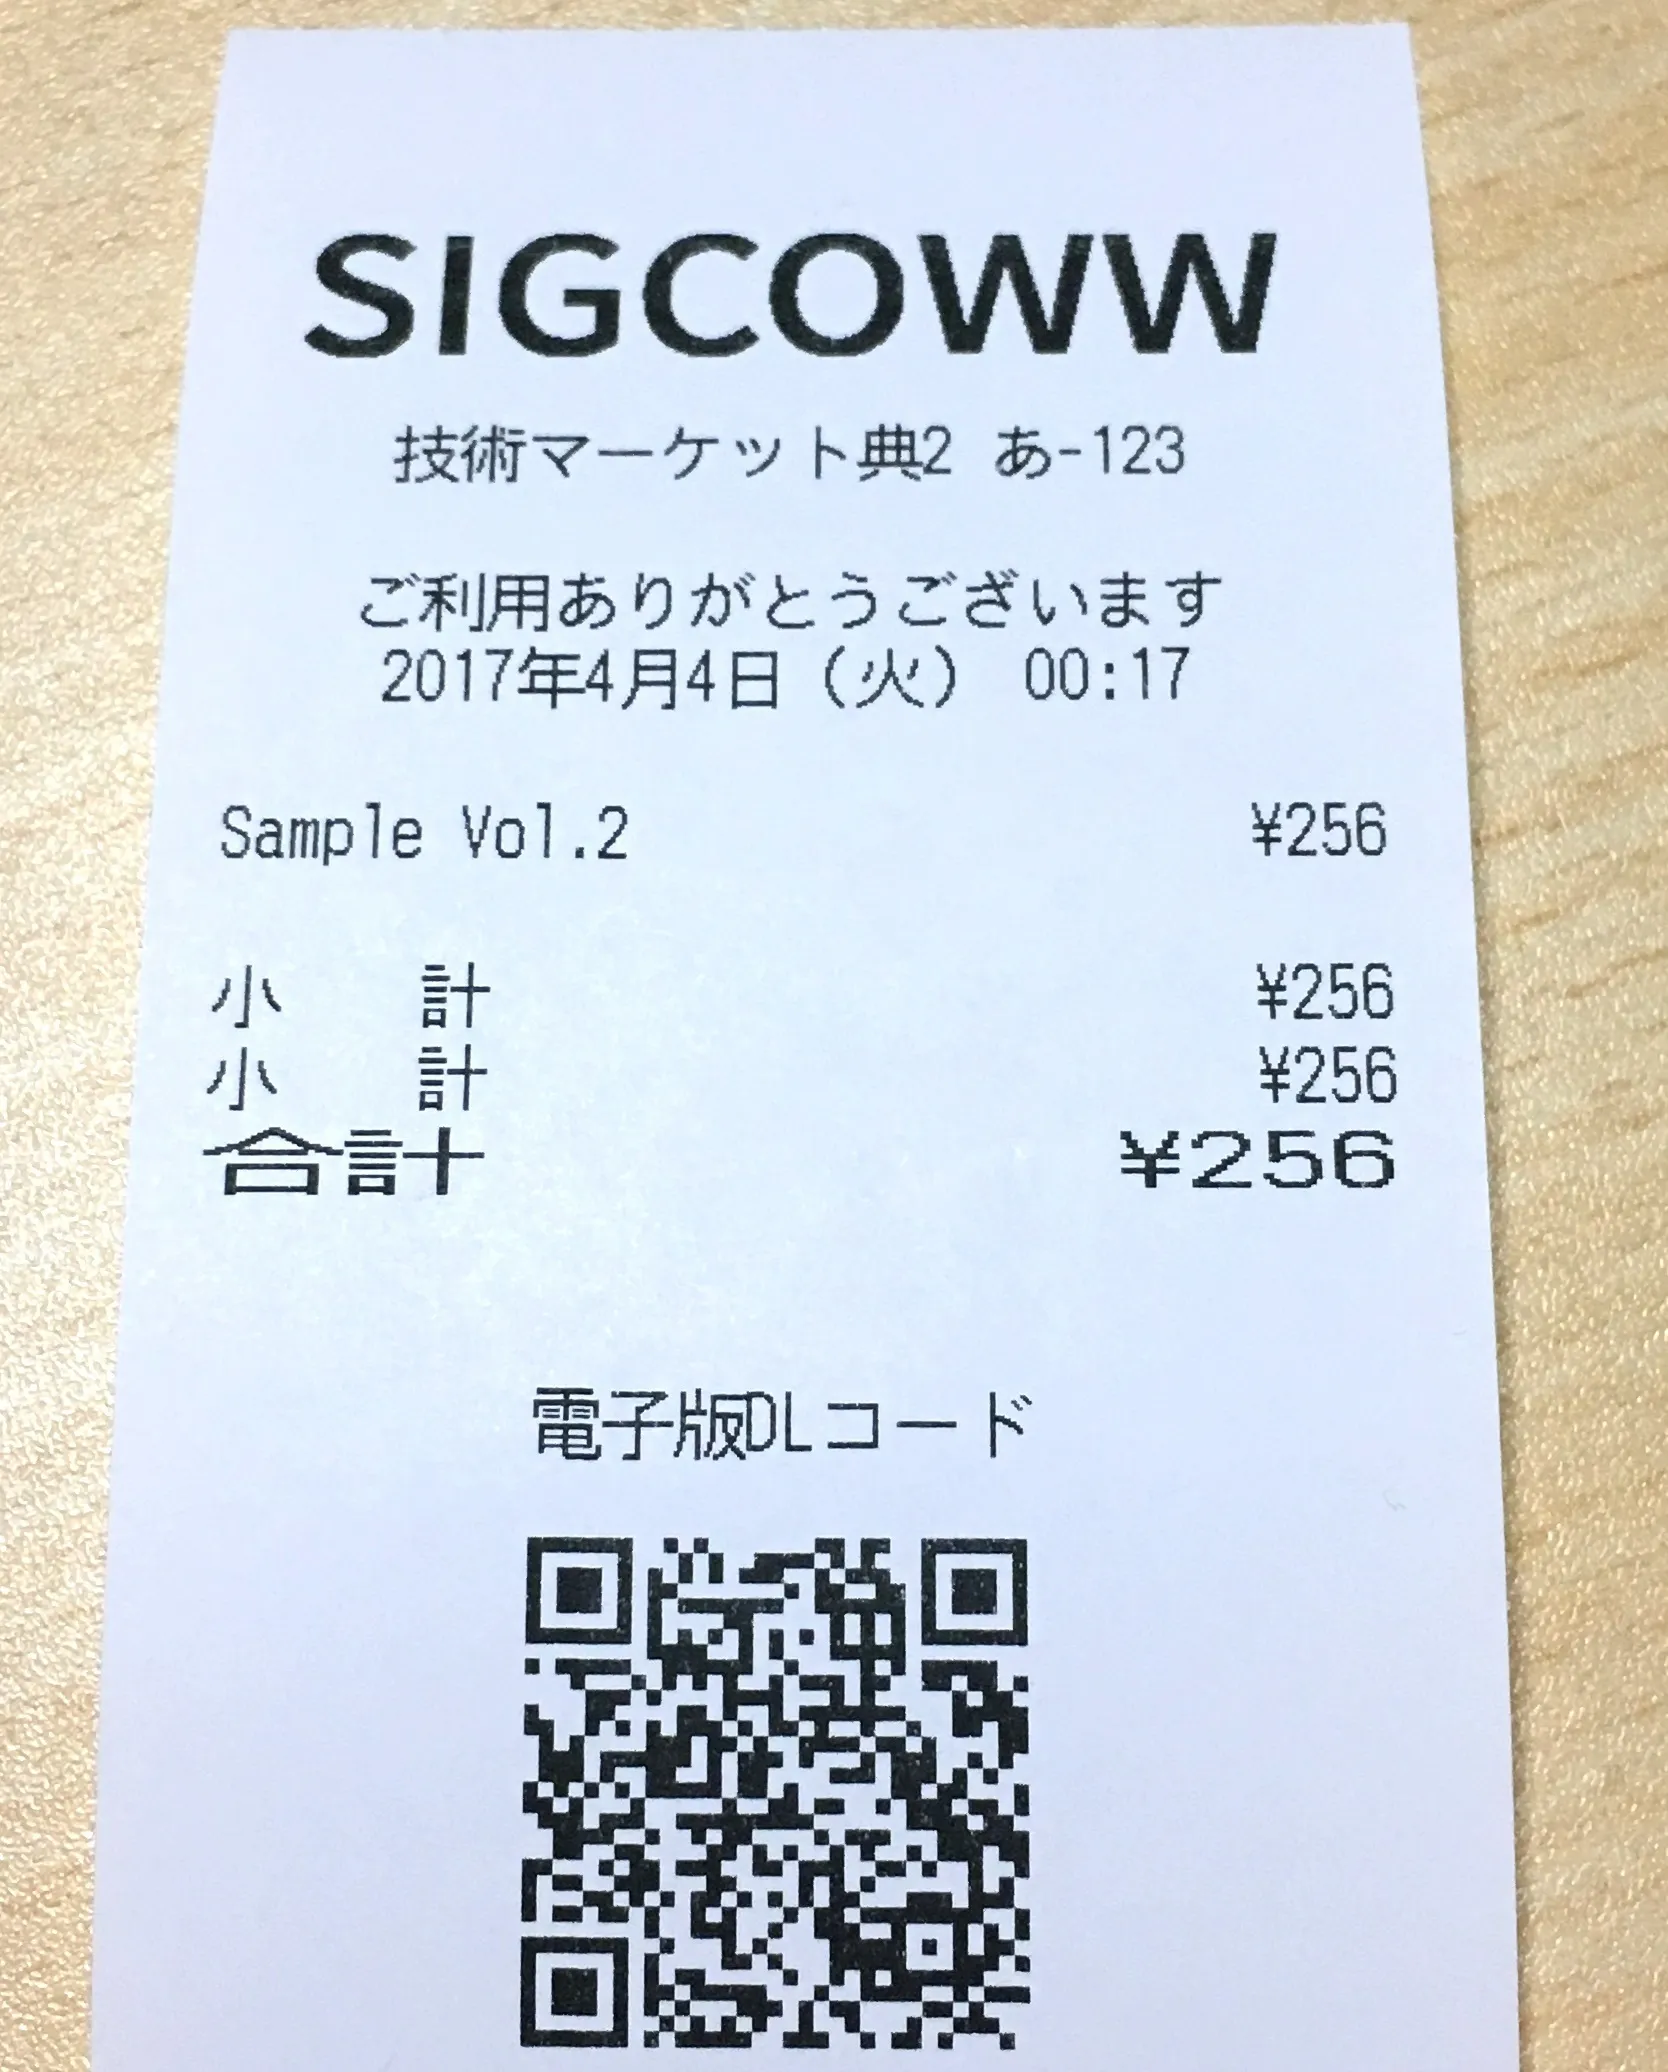 SIGCOWW
技術マーケット典2 あ-123
ご利用ありがとうございます
2017年4月4日（火） 00:17
Sample Vol.2 ¥256
小　　計 ¥256
小　　計 ¥256
合計 ¥256
電子版DLコード